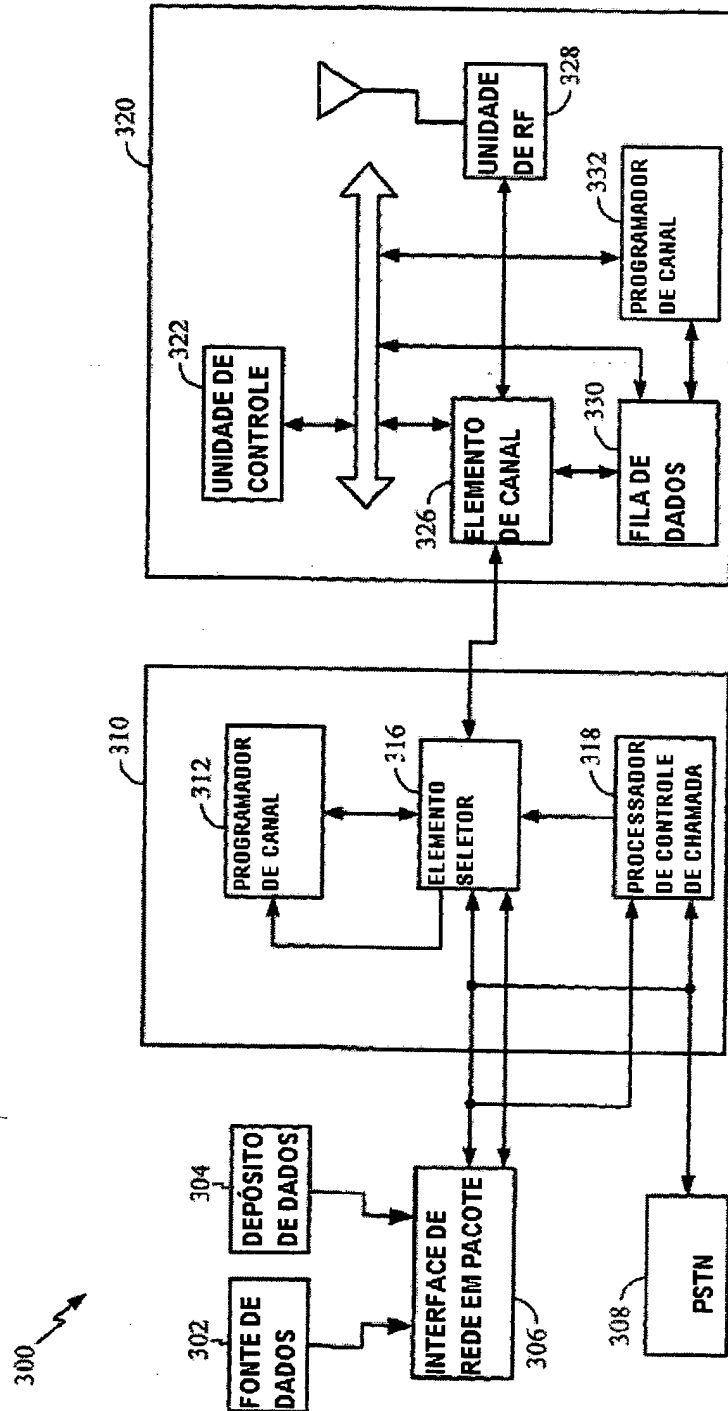 300
302
FONTE DE
DADOS
304
DEPÓSITO
DE DADOS
INTERFACE DE
REDE EM PACOTE
306
308
PSTN
310
312
PROGRAMADOR
DE CANAL
316
ELEMENTO
SELETOR
318
PROCESSADOR
DE CONTROLE
DE CHAMADA
320
322
UNIDADE DE
CONTROLE
326
ELEMENTO
DE CANAL
UNIDADE
DE RF
328
330
FILA DE
DADOS
332
PROGRAMADOR
DE CANAL